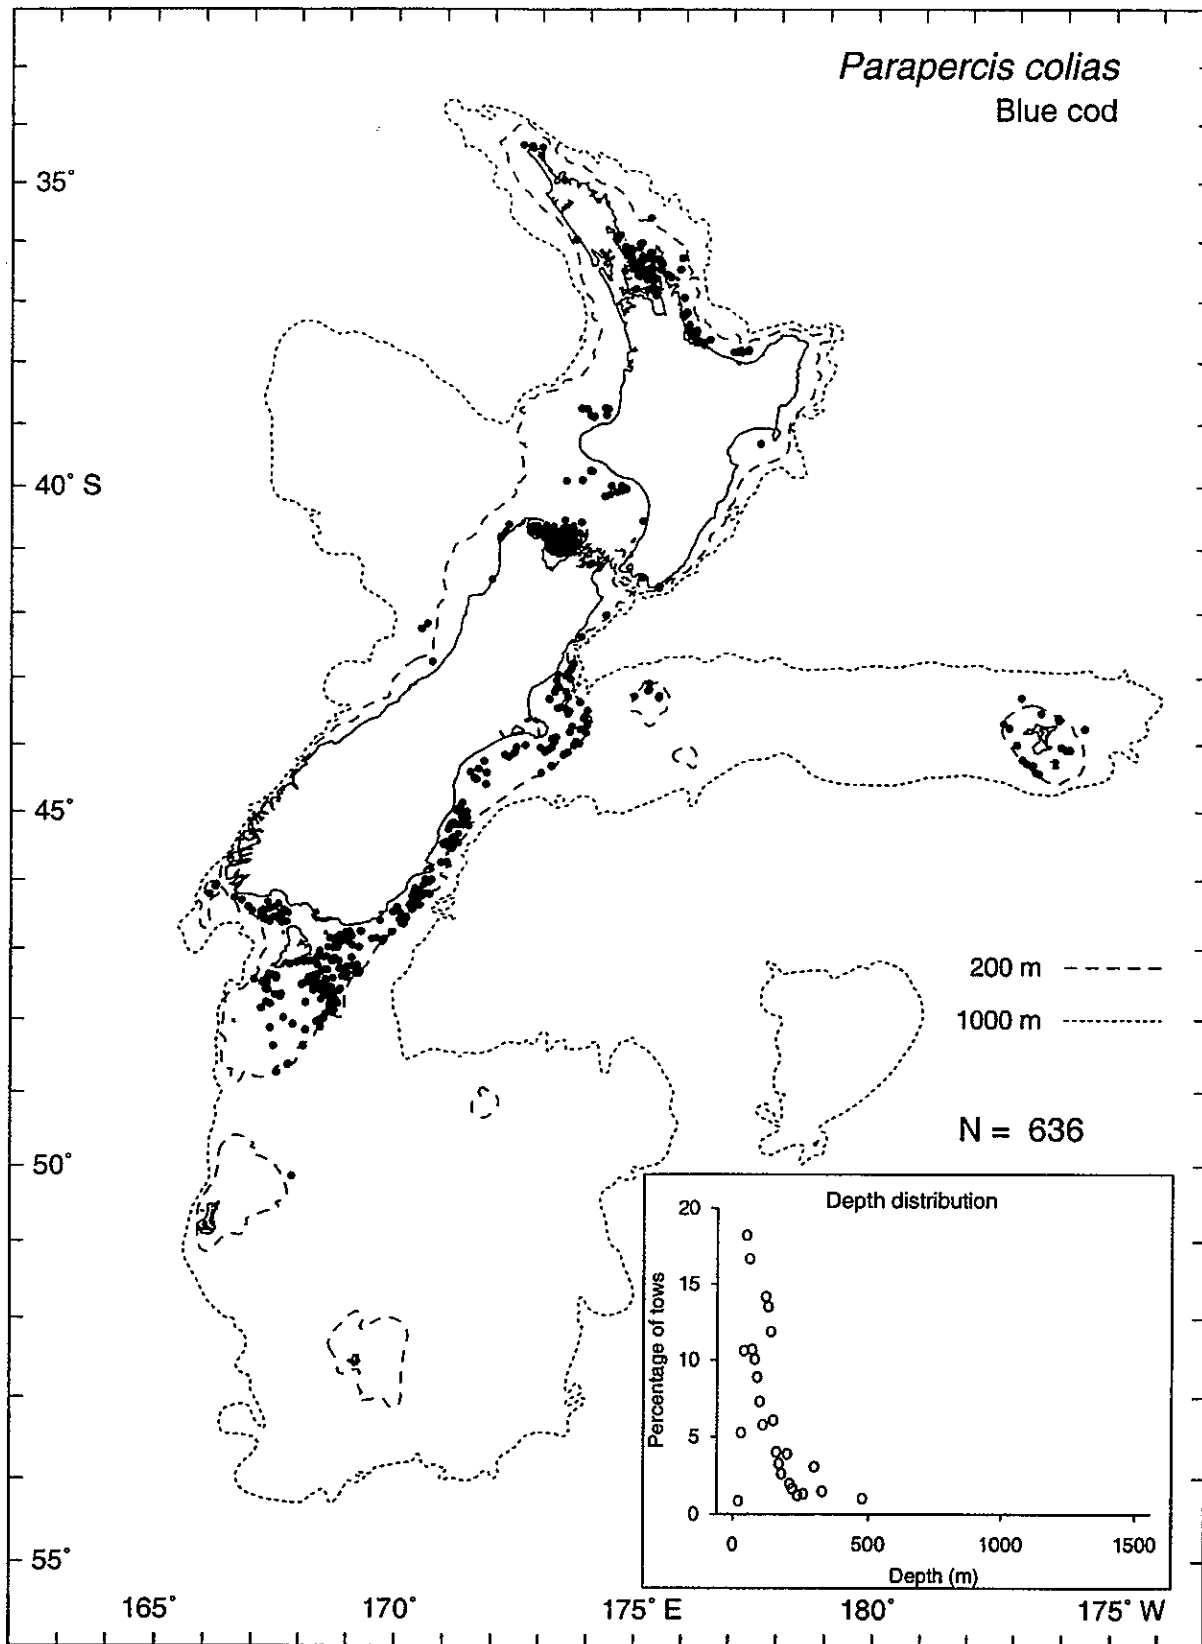 Parapercis colias
Blue cod
35°
40° S
45°
50°
55°
200 m
1000 m
N = 636
Depth distribution
20
15
10
5
0
Percentage of tows
0 500 1000 1500
Depth (m)
165° 170° 175° E 180° 175° W